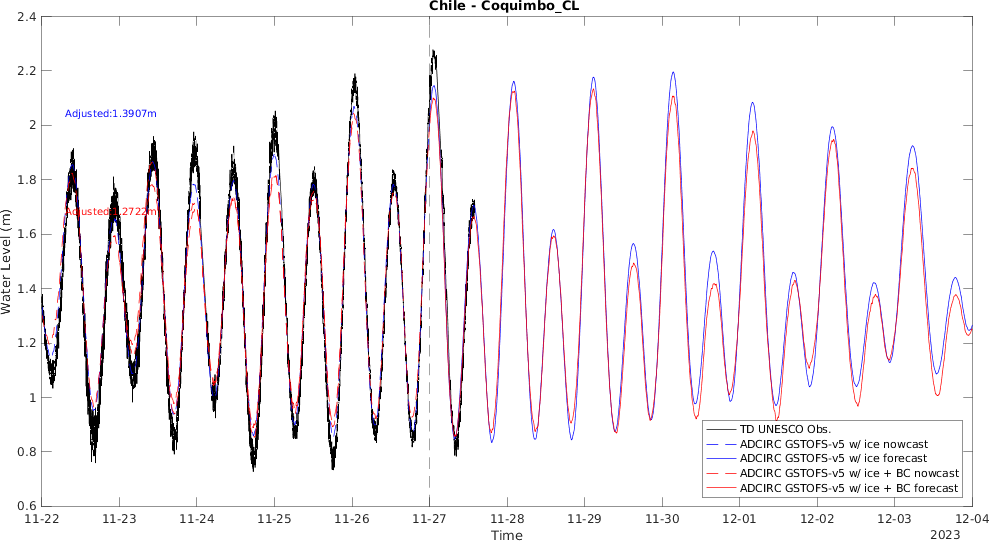 Chile - Coquimbo_CL
2.4
2.2
2
1.8
1.6
1.4
1.2
1
0.8
0.6
Water Level (m)
Adjusted:1.3907m
Adjusted:1.2722m
TD UNESCO Obs.
ADCIRC GSTOFS-v5 w/ ice nowcast
ADCIRC GSTOFS-v5 w/ ice forecast
ADCIRC GSTOFS-v5 w/ ice + BC nowcast
ADCIRC GSTOFS-v5 w/ ice + BC forecast
11-22 11-23 11-24 11-25 11-26 11-27 11-28 11-29 11-30 12-01 12-02 12-03 12-04
Time
2023